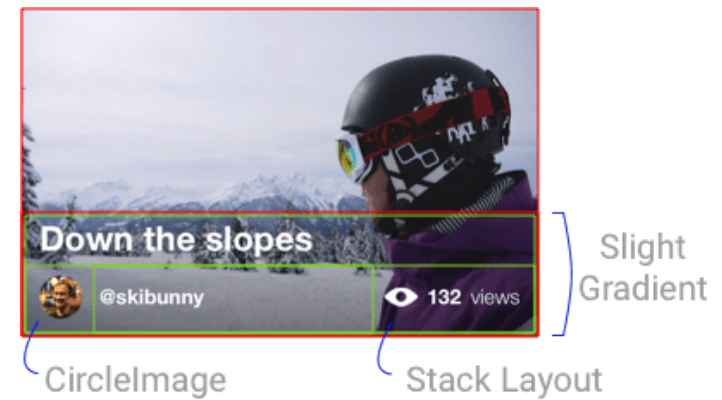 Down the slopes
@skibunny
132 views
Slight
Gradient
CircleImage
Stack Layout